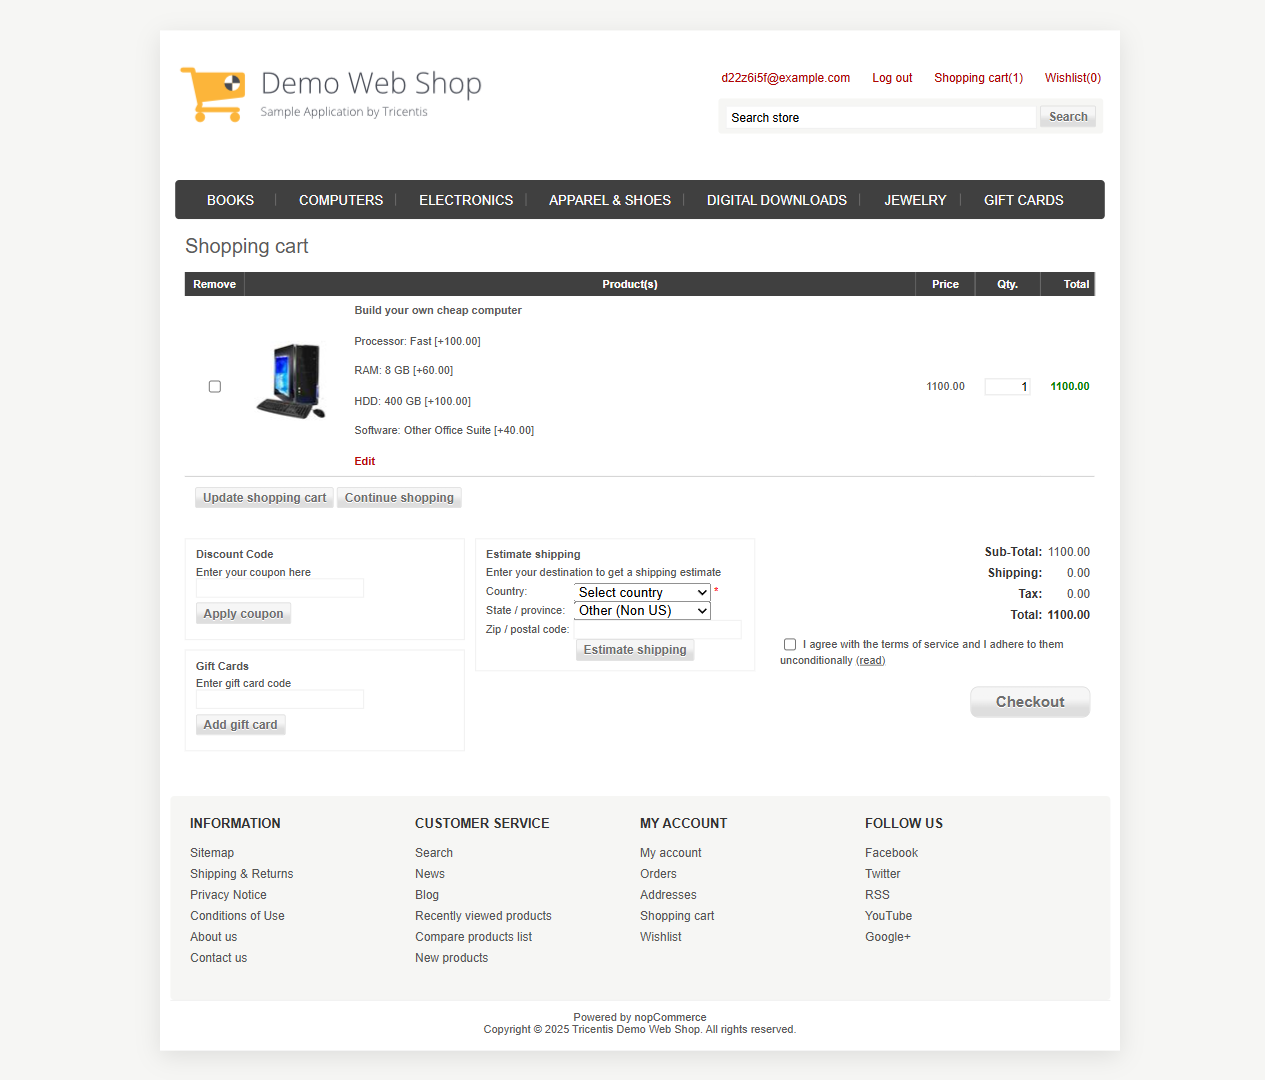 Demo Web Shop
Sample Application by Tricentis
d22z6i5f@example.com Log out Shopping cart(1) Wishlist(0)
Search store Search
BOOKS COMPUTERS ELECTRONICS APPAREL & SHOES DIGITAL DOWNLOADS JEWELRY GIFT CARDS
Shopping cart
Remove Product(s) Price Qty. Total
Build your own cheap computer
Processor: Fast [+100.00]
RAM: 8 GB [+60.00]
1100.00 1 1100.00
HDD: 400 GB [+100.00]
Software: Other Office Suite [+40.00]
Edit
Update shopping cart Continue shopping
Discount Code
Enter your coupon here
Apply coupon
Gift Cards
Enter gift card code
Add gift card
Estimate shipping
Enter your destination to get a shipping estimate
Country: Select country *
State / province: Other (Non US)
Zip / postal code:
Estimate shipping
Sub-Total: 1100.00
Shipping: 0.00
Tax: 0.00
Total: 1100.00
I agree with the terms of service and I adhere to them
unconditionally (read)
Checkout
INFORMATION
Sitemap
Shipping & Returns
Privacy Notice
Conditions of Use
About us
Contact us
CUSTOMER SERVICE
Search
News
Blog
Recently viewed products
Compare products list
New products
MY ACCOUNT
My account
Orders
Addresses
Shopping cart
Wishlist
FOLLOW US
Facebook
Twitter
RSS
YouTube
Google+
Powered by nopCommerce
Copyright © 2025 Tricentis Demo Web Shop. All rights reserved.